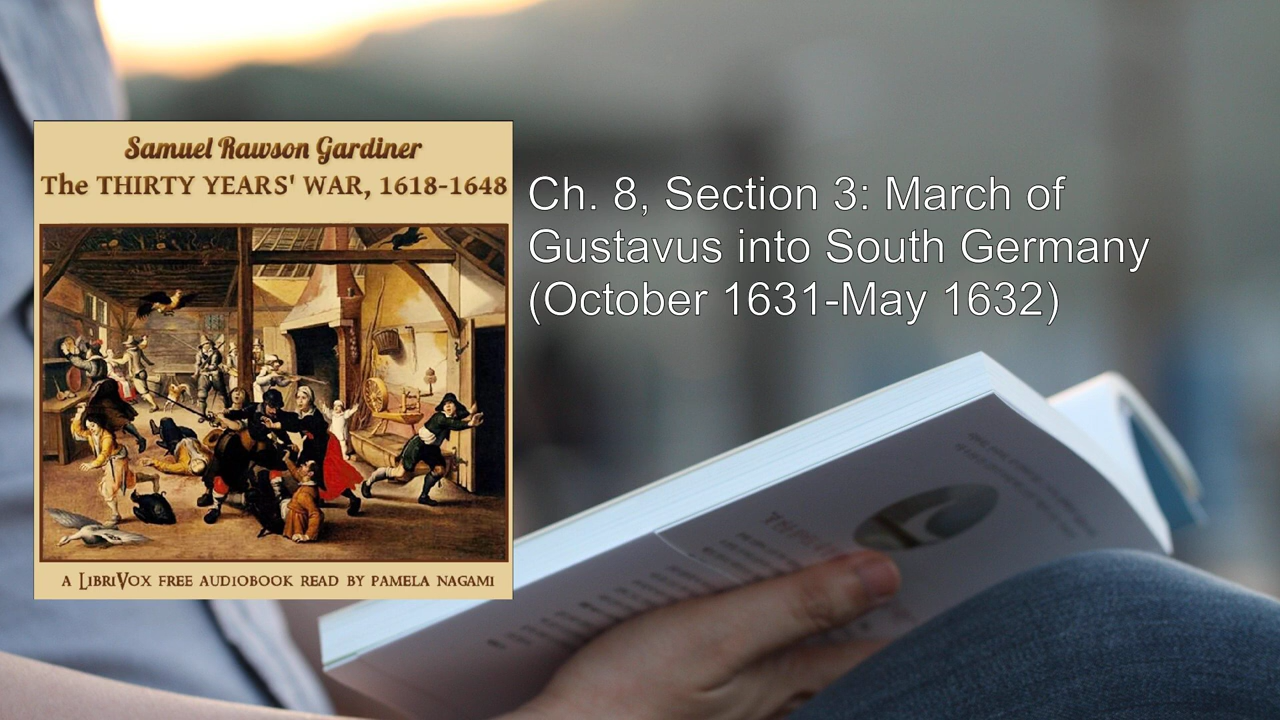 Samuel Rawson Gardiner
The THIRTY YEARS' WAR, 1618-1648
A LIBRIVOX FREE AUDIOBOOK READ BY PAMELA NAGAMI
Ch. 8, Section 3: March of
Gustavus into South Germany
(October 1631-May 1632)